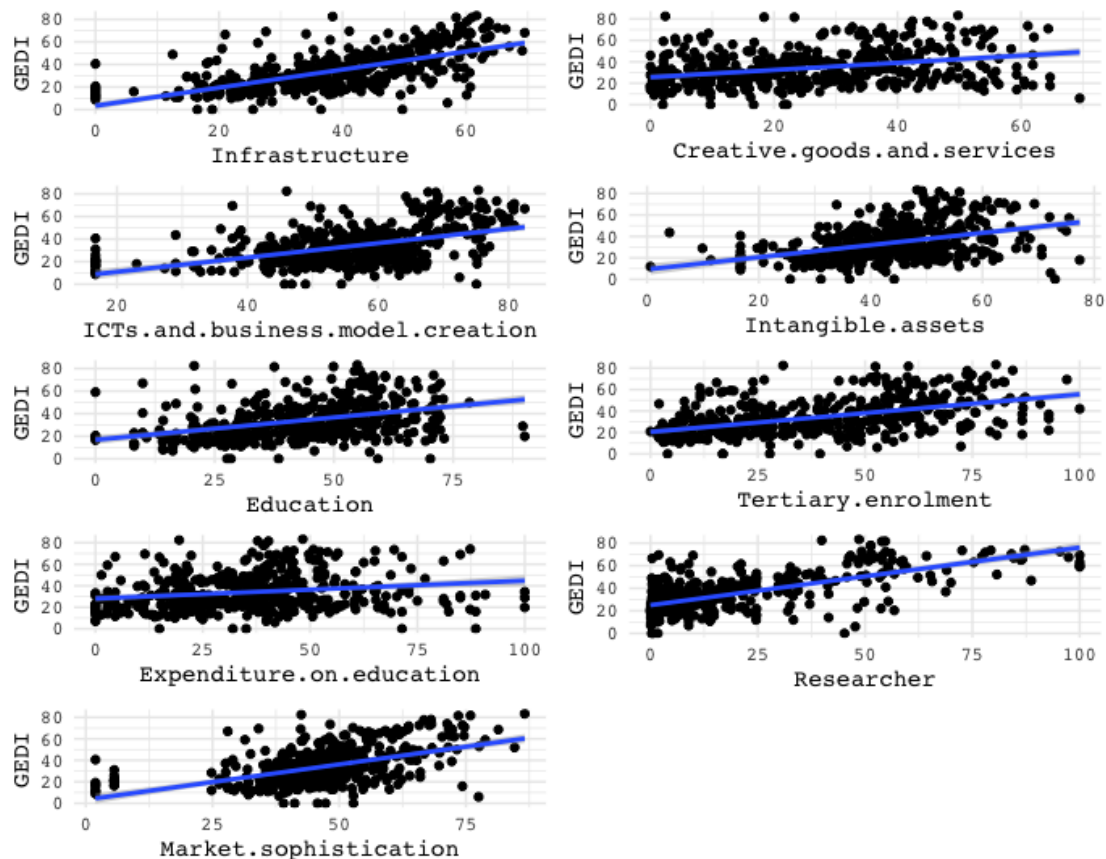 GEDI
80
60
40
20
0
0 20 40 60
Infrastructure
GEDI
80
60
40
20
0
0 20 40 60
Creative.goods.and.services
GEDI
80
60
40
20
0
20 40 60 80
ICTs.and.business.model.creation
GEDI
80
60
40
20
0
0 20 40 60 80
Intangible.assets
GEDI
80
60
40
20
0
0 25 50 75
Education
GEDI
80
60
40
20
0
0 25 50 75 100
Tertiary.enrolment
GEDI
80
60
40
20
0
0 25 50 75 100
Expenditure.on.education
GEDI
80
60
40
20
0
0 25 50 75 100
Researcher
GEDI
80
60
40
20
0
0 25 50 75
Market.sophistication